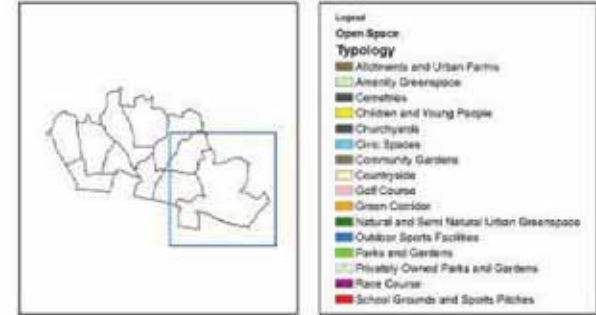 Legend
Open Space
Typology
Allotments and Urban Farms
Amenity Greenspace
Cemetries
Children and Young People
Churchyards
Civic Spaces
Community Gardens
Countryside
Golf Course
Green Corridor
Natural and Semi Natural Urban Greenspace
Outdoor Sports Facilities
Parks and Gardens
Privately Owned Parks and Gardens
Race Course
School Grounds and Sports Pitches